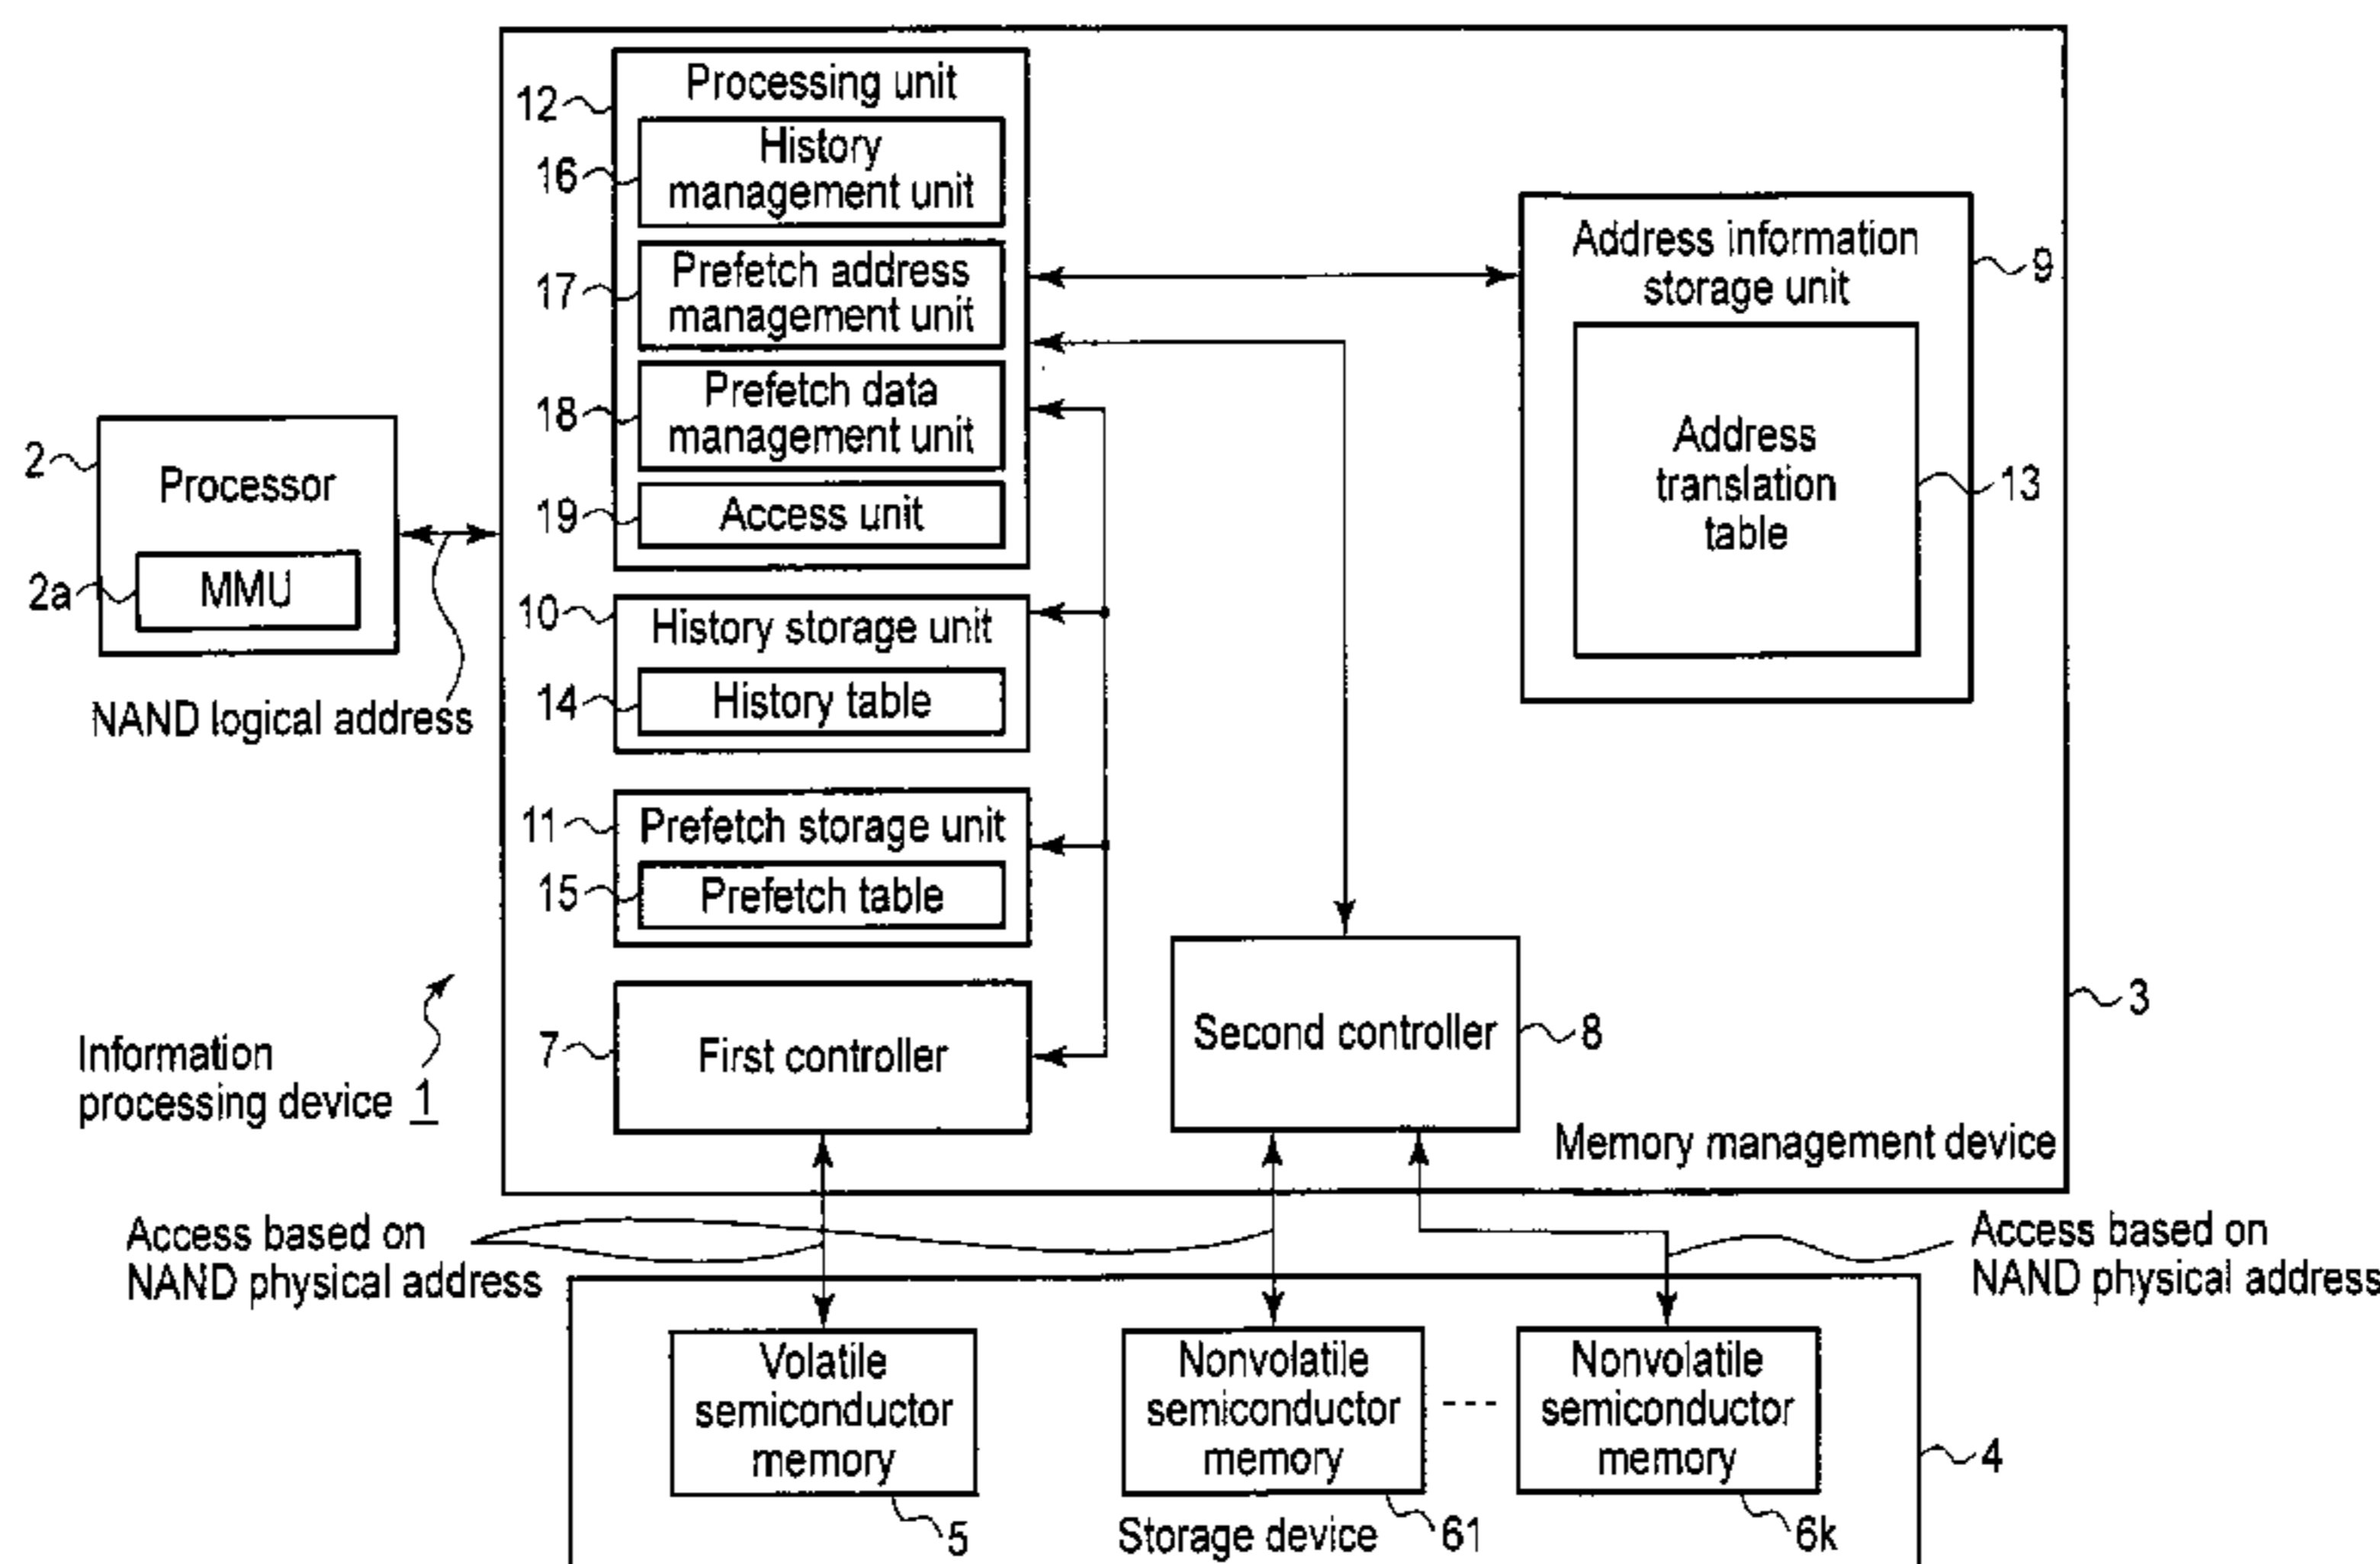 Processing unit
12
History
management unit
16
Prefetch address
management unit
17
Prefetch data
management unit
18
Access unit
19
Address information
storage unit
9
Address
translation
table
13
2
Processor
2a
MMU
NAND logical address
10
History storage unit
14
History table
11
Prefetch storage unit
15
Prefetch table
7
First controller
Second controller
8
3
Information
processing device 1
Memory management device
Access based on
NAND physical address
Access based on
NAND physical address
Volatile
semiconductor
memory
5
Nonvolatile
semiconductor
memory
61
- - -
Nonvolatile
semiconductor
memory
6k
4
Storage device